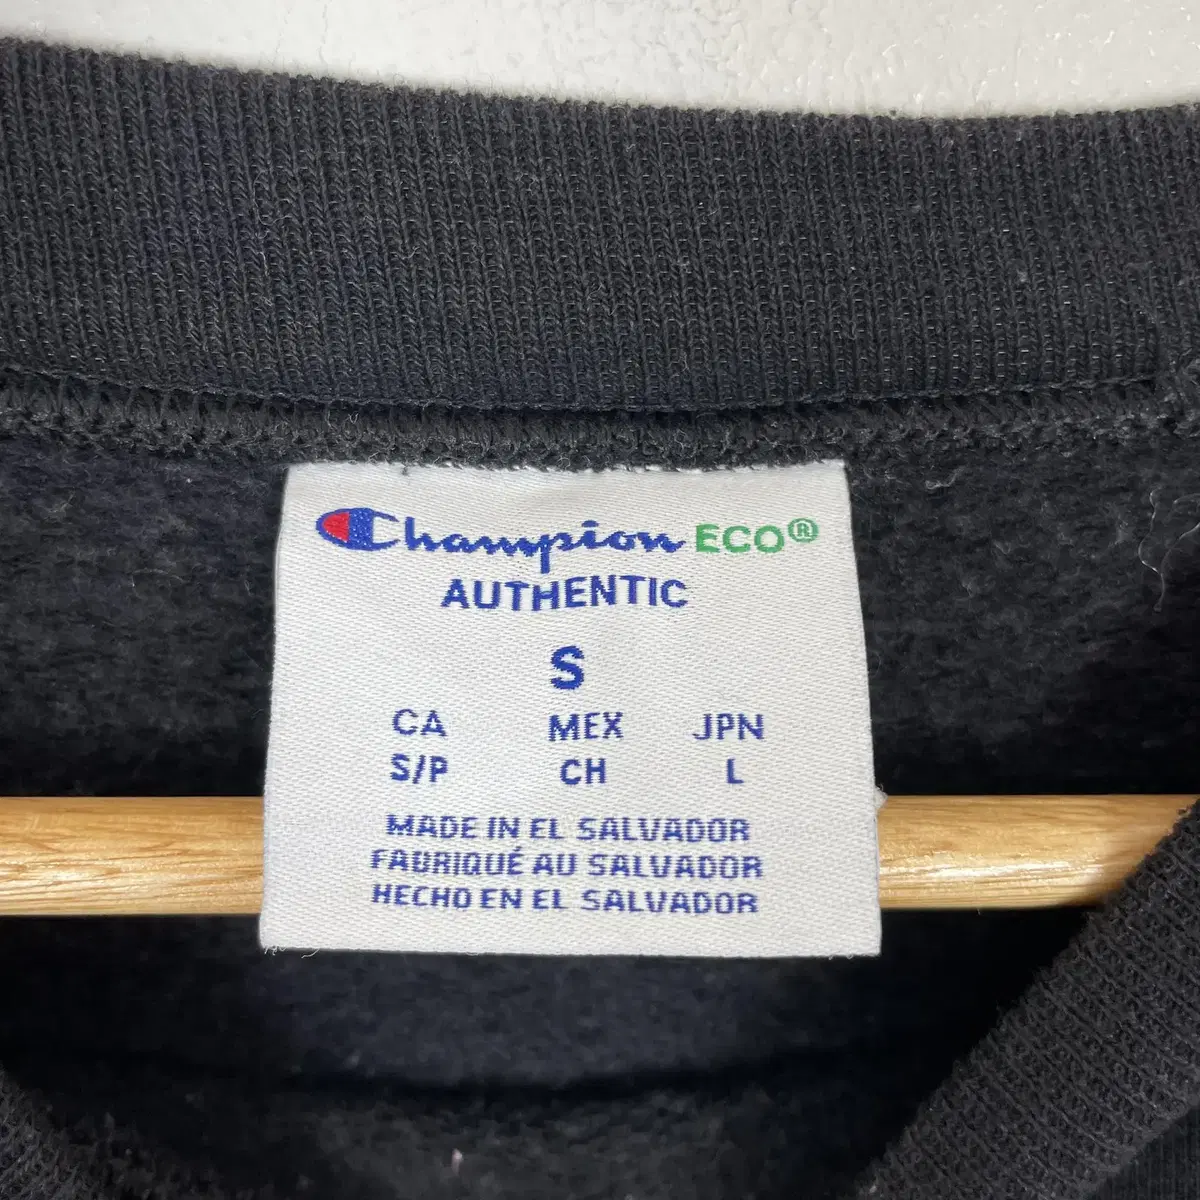 Champion ECO®
AUTHENTIC
S
CA MEX JPN
S/P CH L
MADE IN EL SALVADOR
FABRIQUÉ AU SALVADOR
HECHO EN EL SALVADOR